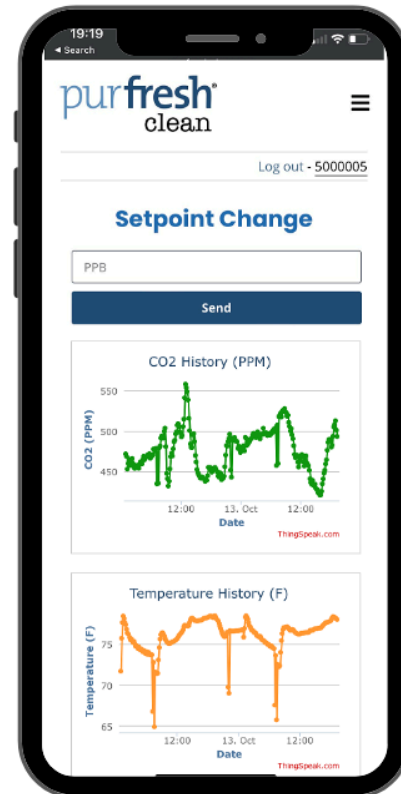 19:19
◀ Search
purfresh®
clean
Log out - 5000005
Setpoint Change
PPB
Send
CO2 History (PPM)
550
500
450
CO2 (PPM)
12:00 13. Oct 12:00
Date
ThingSpeak.com
Temperature History (F)
75
70
65
Temperature (F)
12:00 13. Oct 12:00
Date
ThingSpeak.com